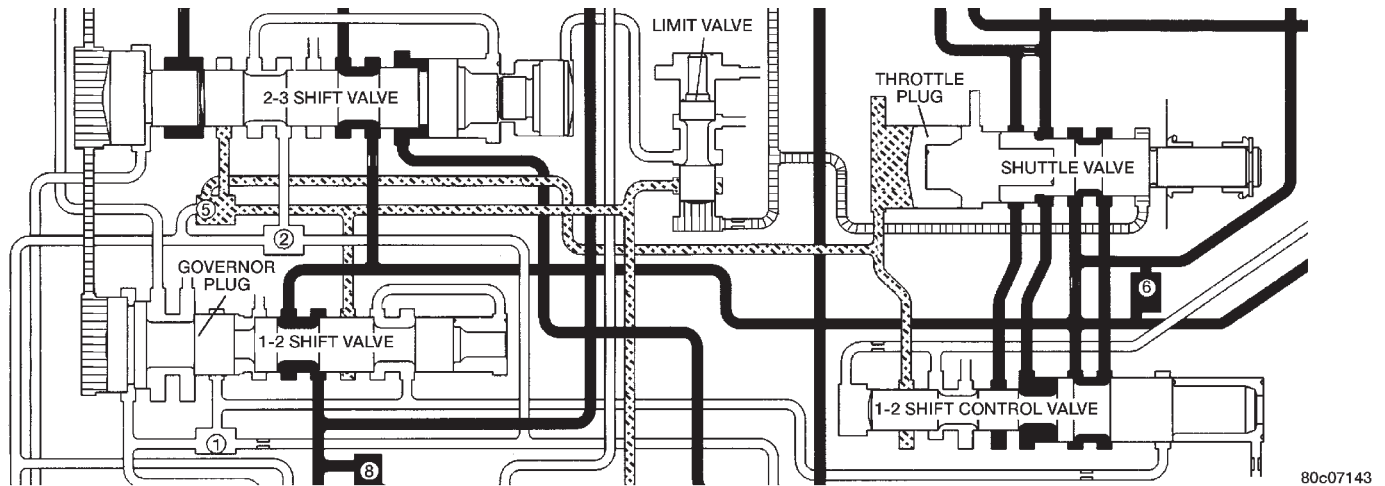 LIMIT VALVE
THROTTLE
PLUG
2-3 SHIFT VALVE
SHUTTLE VALVE
5
2
GOVERNOR
PLUG
6
1-2 SHIFT VALVE
1-2 SHIFT CONTROL VALVE
1
8
80c07143